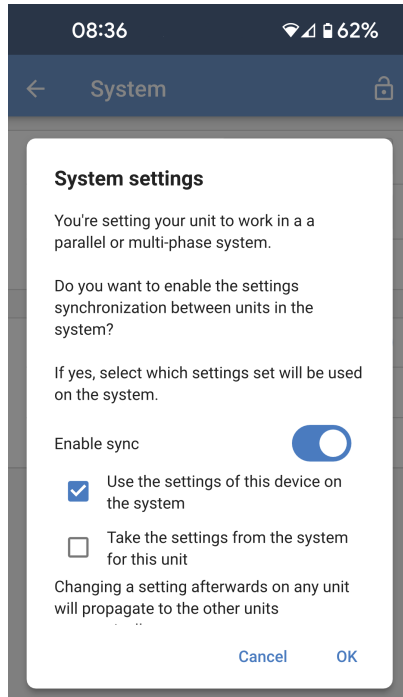 08:36 62%
System
System settings
You're setting your unit to work in a a
parallel or multi-phase system.
Do you want to enable the settings
synchronization between units in the
system?
If yes, select which settings set will be used
on the system.
Enable sync
Use the settings of this device on
the system
Take the settings from the system
for this unit
Changing a setting afterwards on any unit
will propagate to the other units
Cancel OK